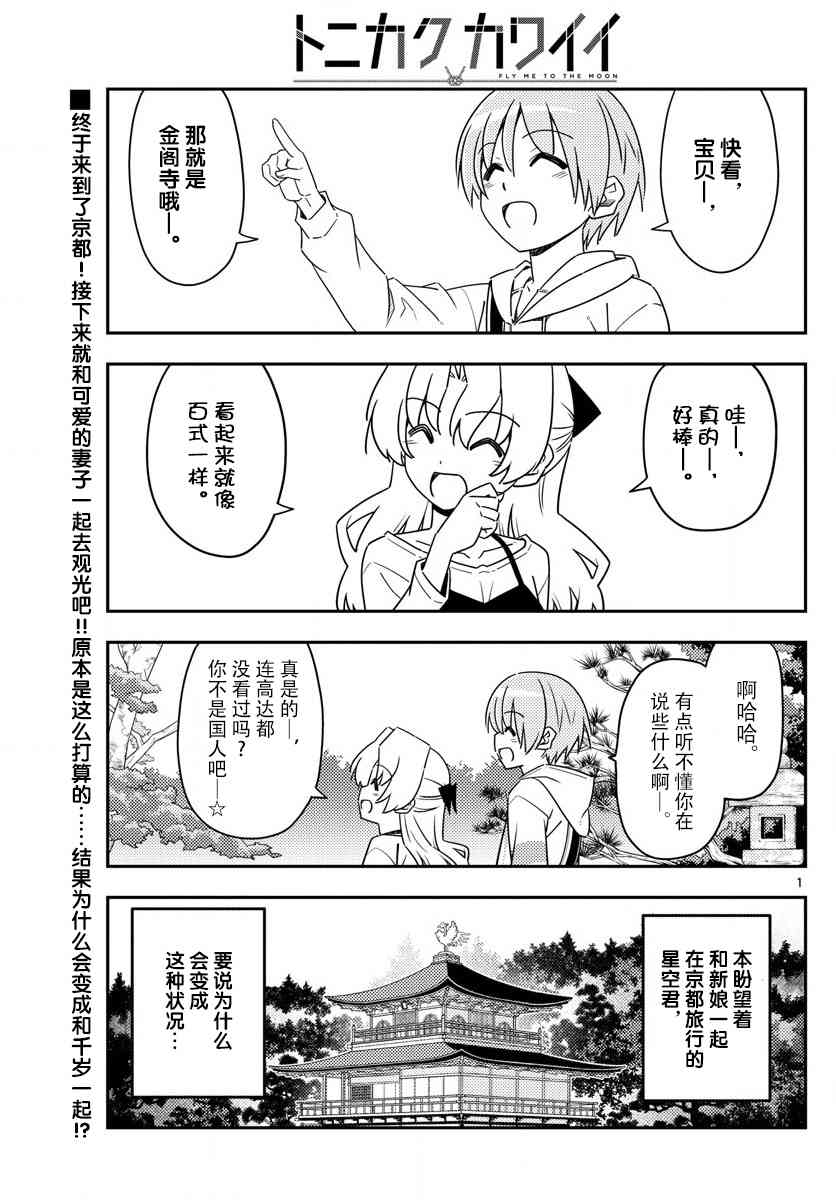 トニカクカワイイ
FLY ME TO THE MOON
■终于来到了京都！接下来就和可爱的妻子一起去观光吧!!原本是这么打算的……结果为什么会变成和千岁一起!?
快看，
宝贝—，
那就是
金阁寺哦
—。
哇—，
真的—，
好棒—。
看起来就像
百式一样。
啊哈哈。
有点听不懂你在
说些什么啊—。
真是的—，
连高达都
没看过吗？
你不是国人吧—☆
1
本盼望着
和新娘一起
在京都旅行的
星空君，
要说为什么
会变成
这种状况…